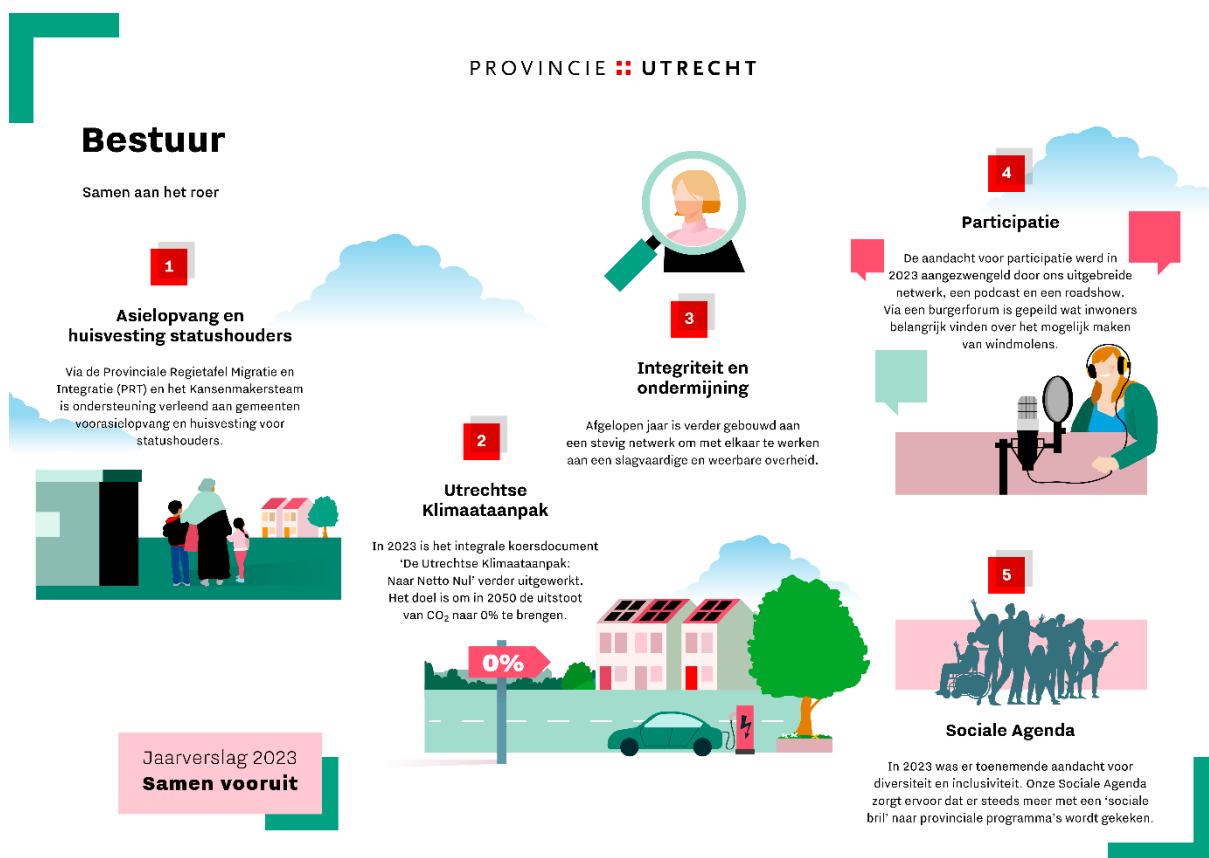 PROVINCIE UTRECHT
Bestuur
Samen aan het roer
1
Asielopvang en
huisvesting statushouders
Via de Provinciale Regietafel Migratie en
Integratie (PRT) en het Kansenmakersteam
is ondersteuning verleend aan gemeenten
voorasielopvang en huisvesting voor
statushouders.
2
Utrechtse
Klimaataanpak
In 2023 is het integrale koersdocument
‘De Utrechtse Klimaataanpak:
Naar Netto Nul’ verder uitgewerkt.
Het doel is om in 2050 de uitstoot
van CO₂ naar 0% te brengen.
0%
3
Integriteit en
ondermijning
Afgelopen jaar is verder gebouwd aan
een stevig netwerk om met elkaar te werken
aan een slagvaardige en weerbare overheid.
4
Participatie
De aandacht voor participatie werd in
2023 aangezwengeld door ons uitgebreide
netwerk, een podcast en een roadshow.
Via een burgerforum is gepeild wat inwoners
belangrijk vinden over het mogelijk maken
van windmolens.
5
Sociale Agenda
In 2023 was er toenemende aandacht voor
diversiteit en inclusiviteit. Onze Sociale Agenda
zorgt ervoor dat er steeds meer met een ‘sociale
bril’ naar provinciale programma’s wordt gekeken.
Jaarverslag 2023
Samen vooruit